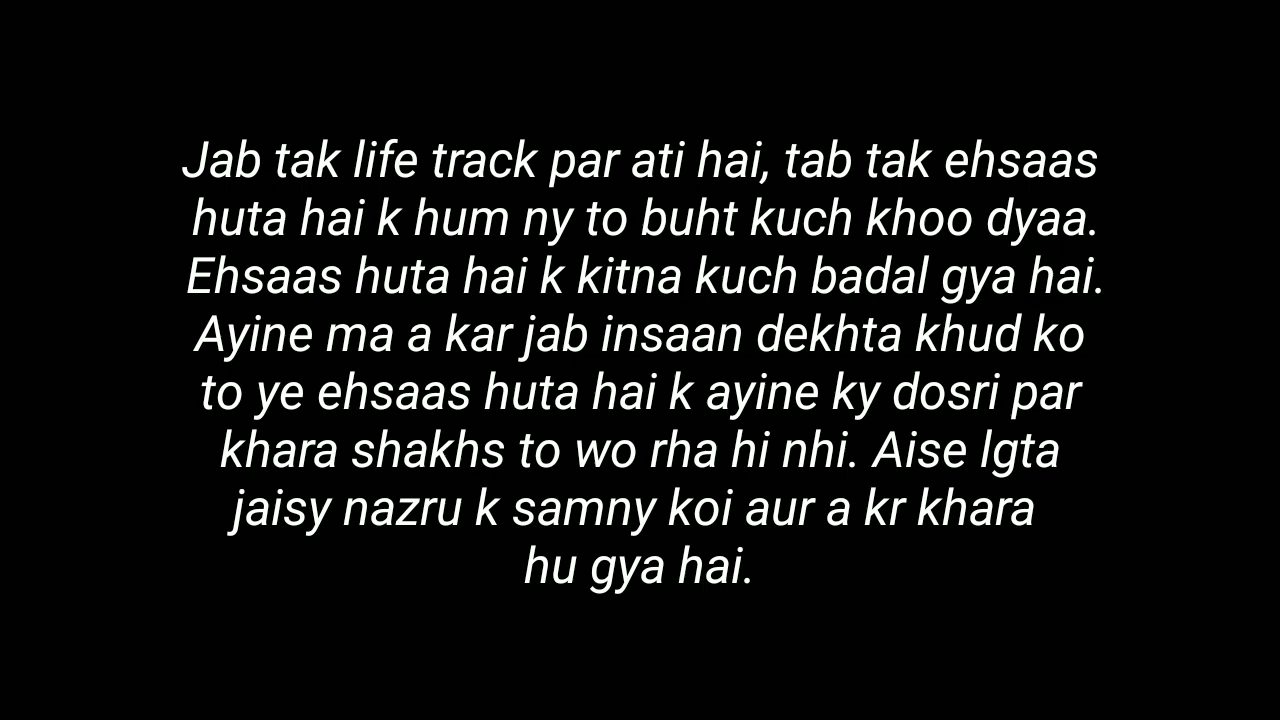 Jab tak life track par ati hai, tab tak ehsaas
huta hai k hum ny to buht kuch khoo dyaa.
Ehsaas huta hai k kitna kuch badal gya hai.
Ayine ma a kar jab insaan dekhta khud ko
to ye ehsaas huta hai k ayine ky dosri par
khara shakhs to wo rha hi nhi. Aise lgta
jaisy nazru k samny koi aur a kr khara
hu gya hai.